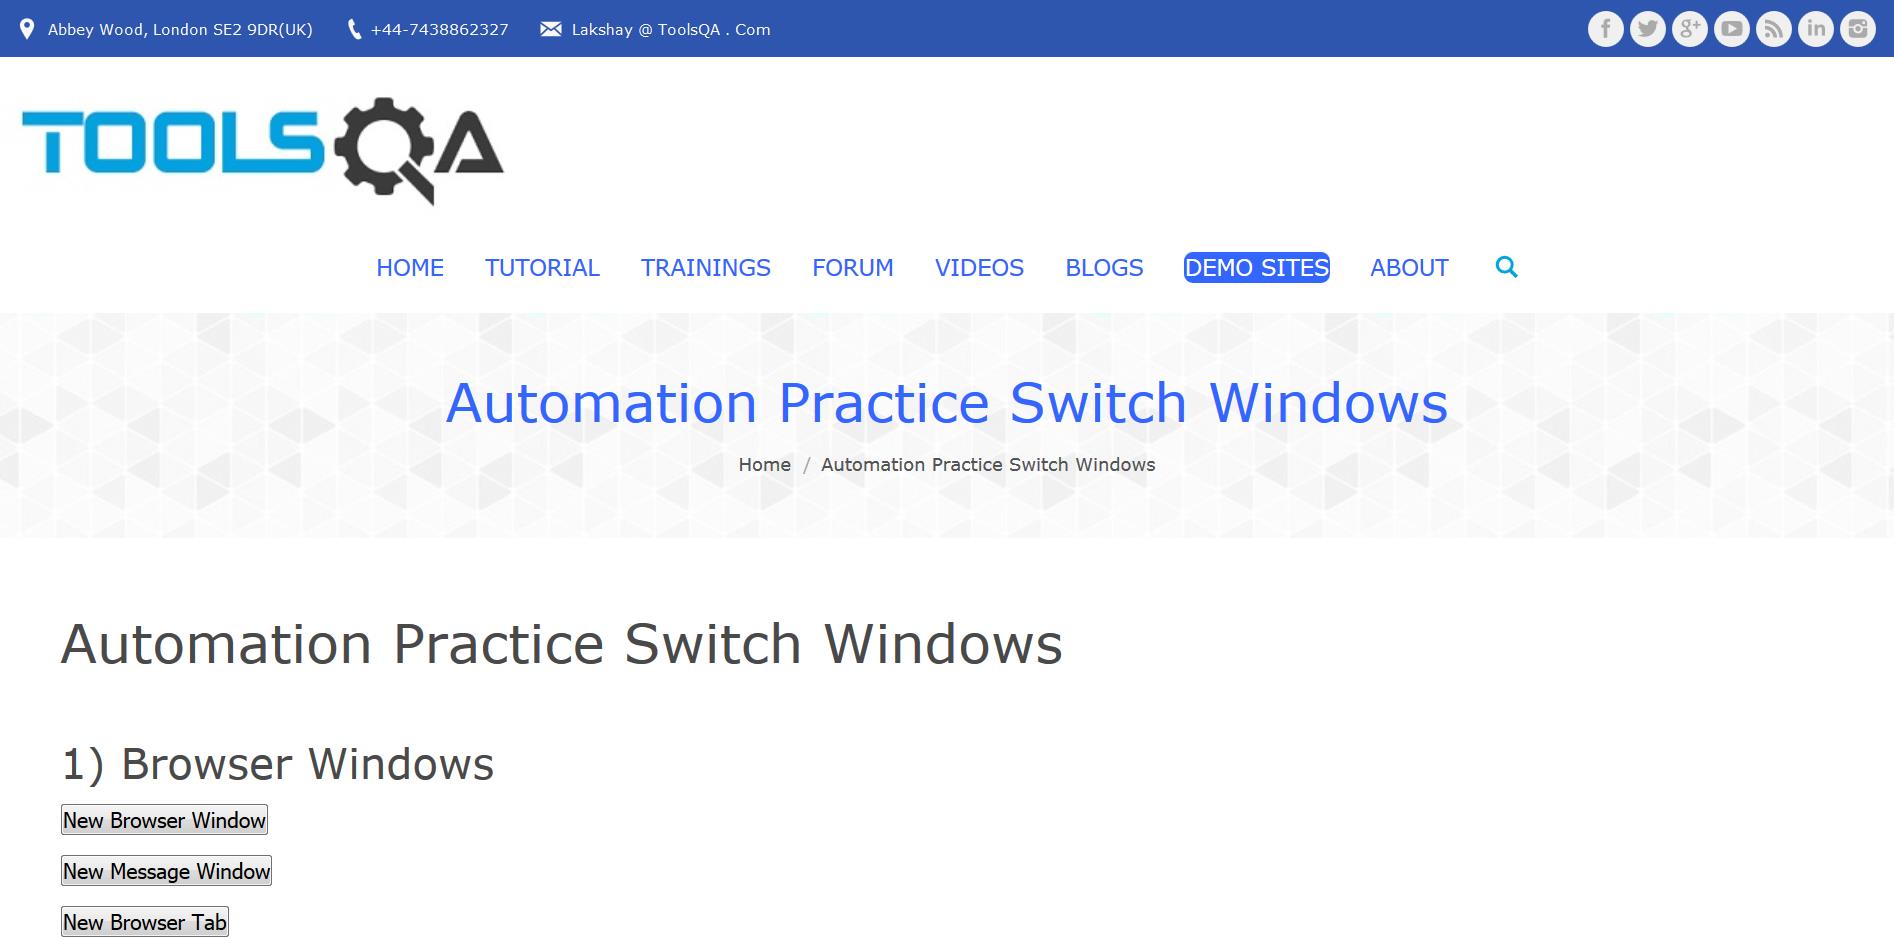 Abbey Wood, London SE2 9DR(UK) +44-7438862327 Lakshay @ ToolsQA . Com
TOOLSQA
HOME TUTORIAL TRAININGS FORUM VIDEOS BLOGS DEMO SITES ABOUT
Automation Practice Switch Windows
Home / Automation Practice Switch Windows
Automation Practice Switch Windows
1) Browser Windows
New Browser Window
New Message Window
New Browser Tab